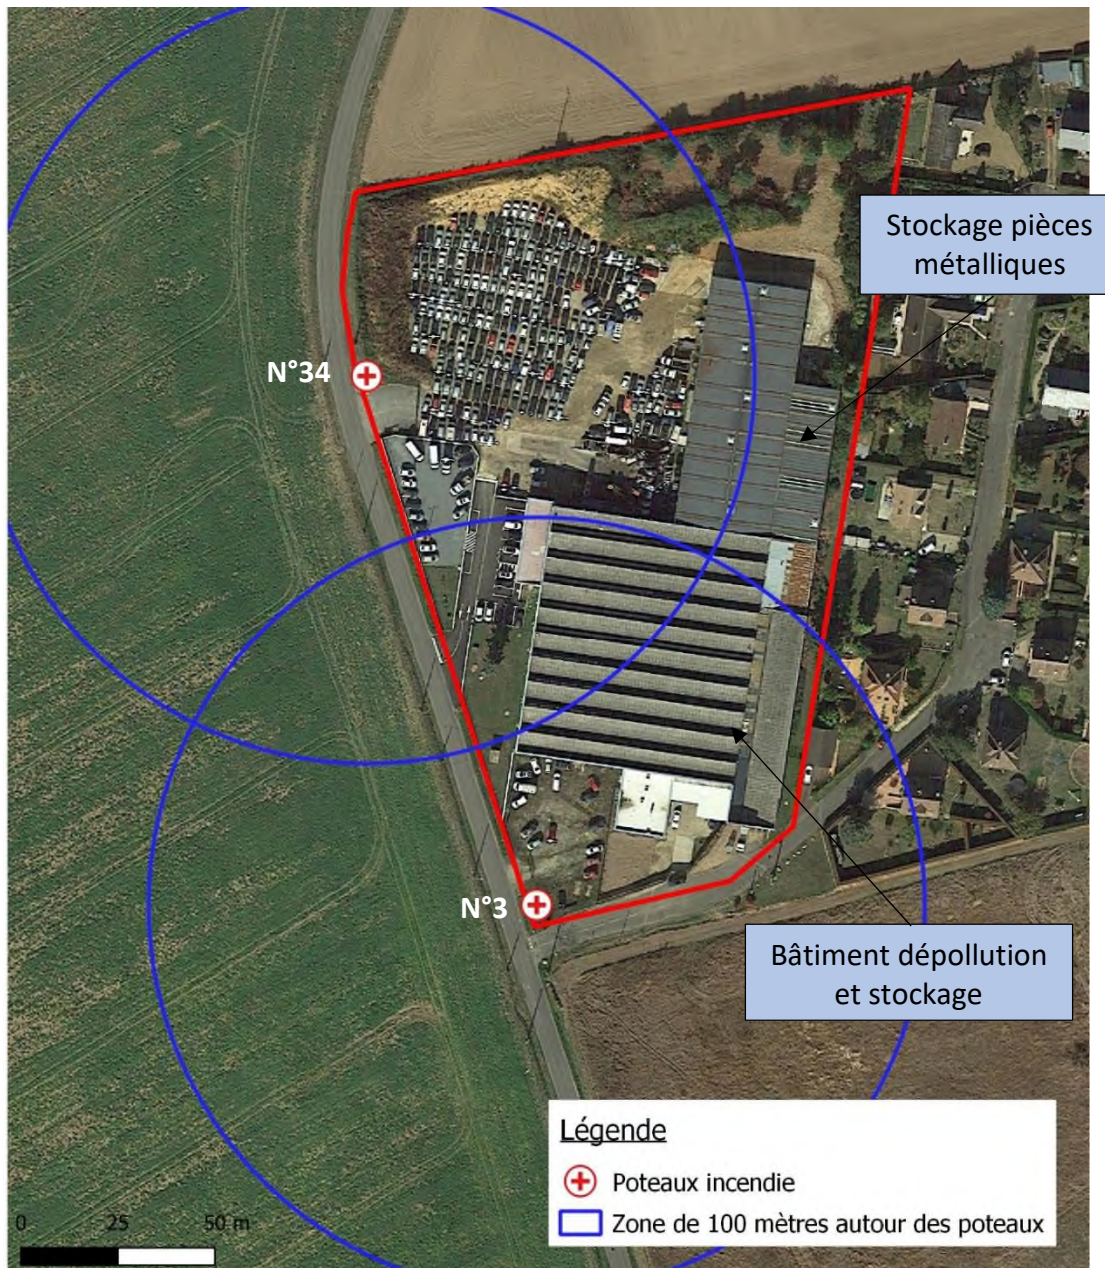 Stockage pièces
métalliques
N°34
N°3
Bâtiment dépollution
et stockage
Légende
Poteaux incendie
Zone de 100 mètres autour des poteaux
0 25 50 m